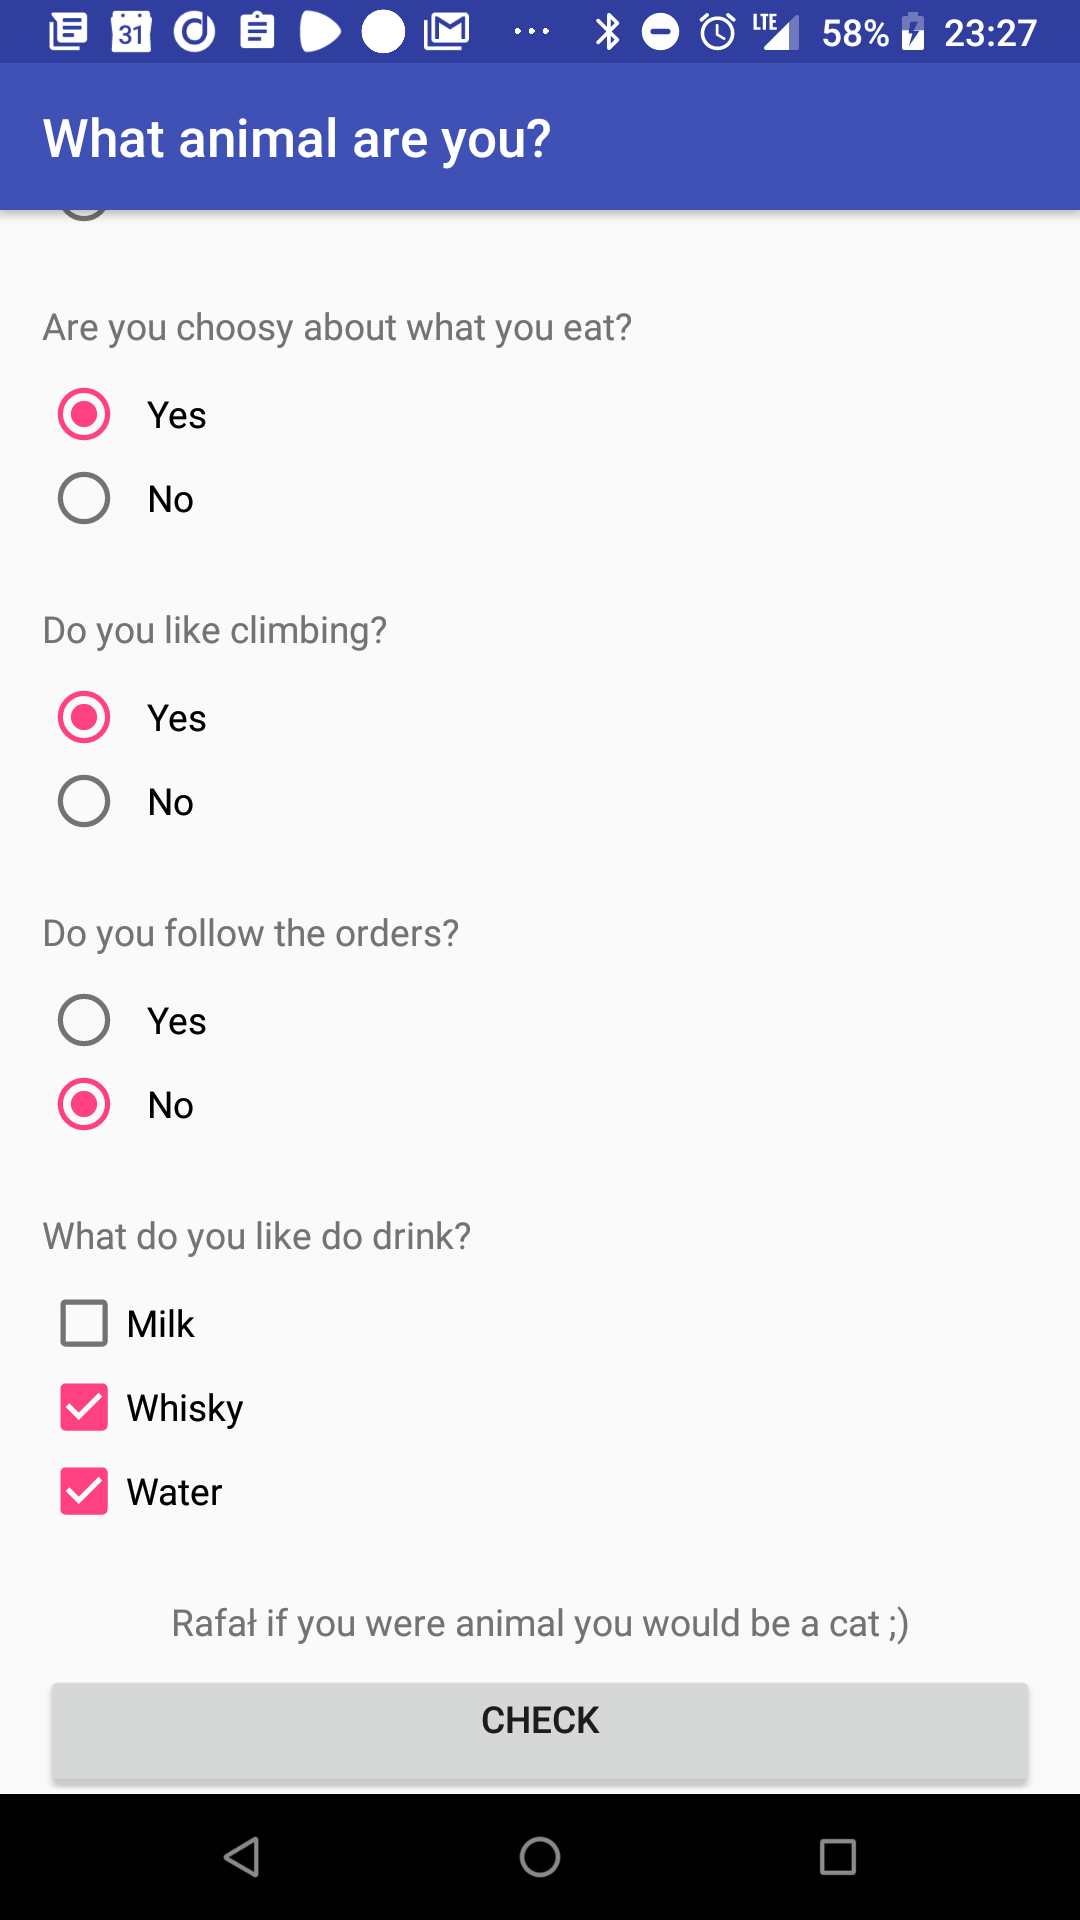 31 LTE 58% 23:27
What animal are you?
Are you choosy about what you eat?
Yes
No
Do you like climbing?
Yes
No
Do you follow the orders?
Yes
No
What do you like do drink?
Milk
Whisky
Water
Rafał if you were animal you would be a cat ;)
CHECK